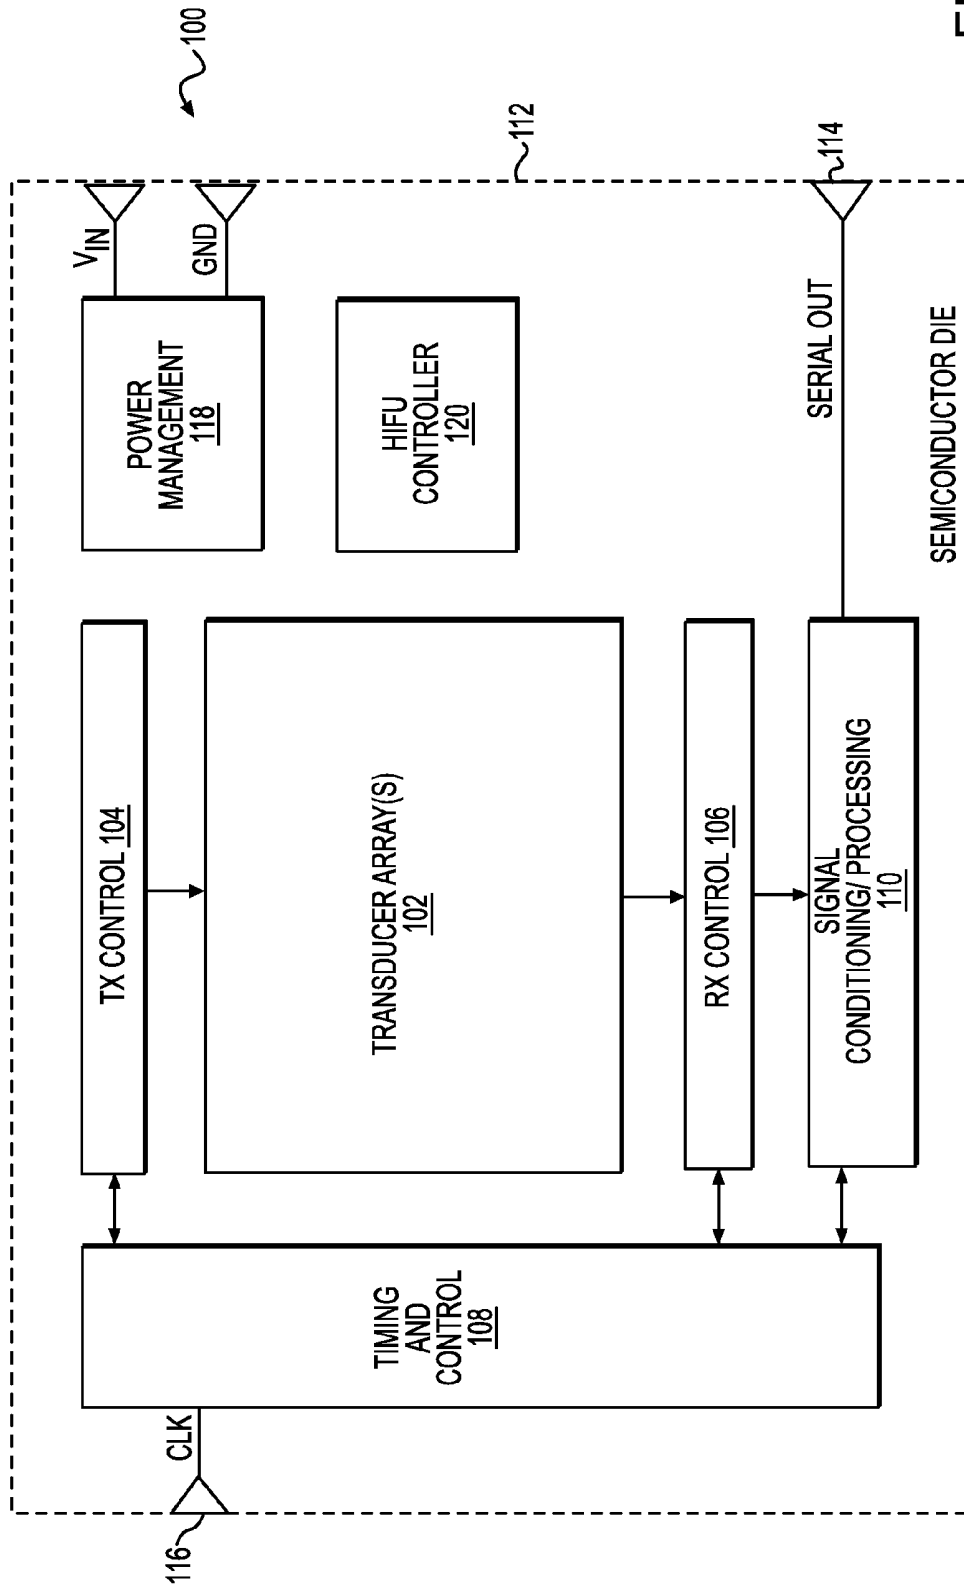 100
112
114
116
CLK
TIMING
AND
CONTROL
108
TX CONTROL 104
TRANSDUCER ARRAY(S)
102
RX CONTROL 106
SIGNAL
CONDITIONING/ PROCESSING
110
POWER
MANAGEMENT
118
VIN
GND
HIFU
CONTROLLER
120
SERIAL OUT
SEMICONDUCTOR DIE